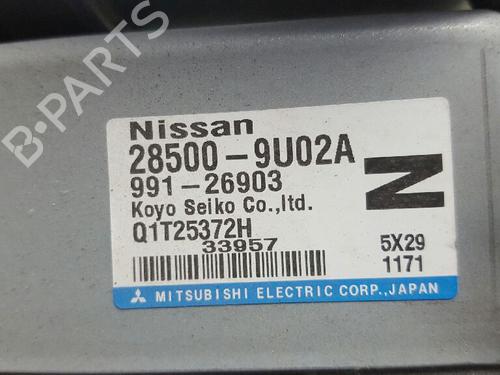 Nissan
28500-9U02A
991-26903
Koyo Seiko Co.,ltd.
Q1T25372H
33957
N
5X29
1171
MITSUBISHI ELECTRIC CORP.,JAPAN
B-PARTS